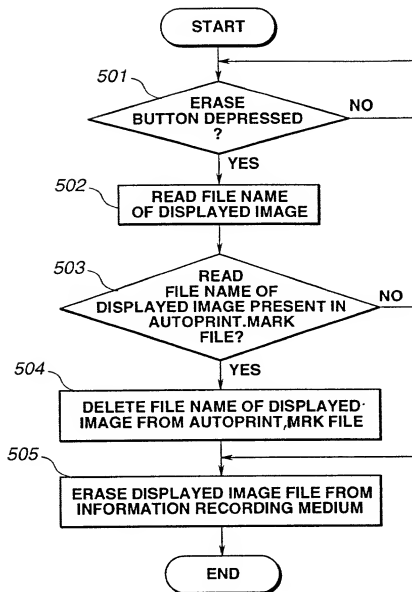 START
501
ERASE
BUTTON DEPRESSED
?
NO
YES
502
READ FILE NAME
OF DISPLAYED IMAGE
503
READ
FILE NAME OF
DISPLAYED IMAGE PRESENT IN
AUTOPRINT.MARK
FILE?
NO
YES
504
DELETE FILE NAME OF DISPLAYED
IMAGE FROM AUTOPRINT,MRK FILE
505
ERASE DISPLAYED IMAGE FILE FROM
INFORMATION RECORDING MEDIUM
END